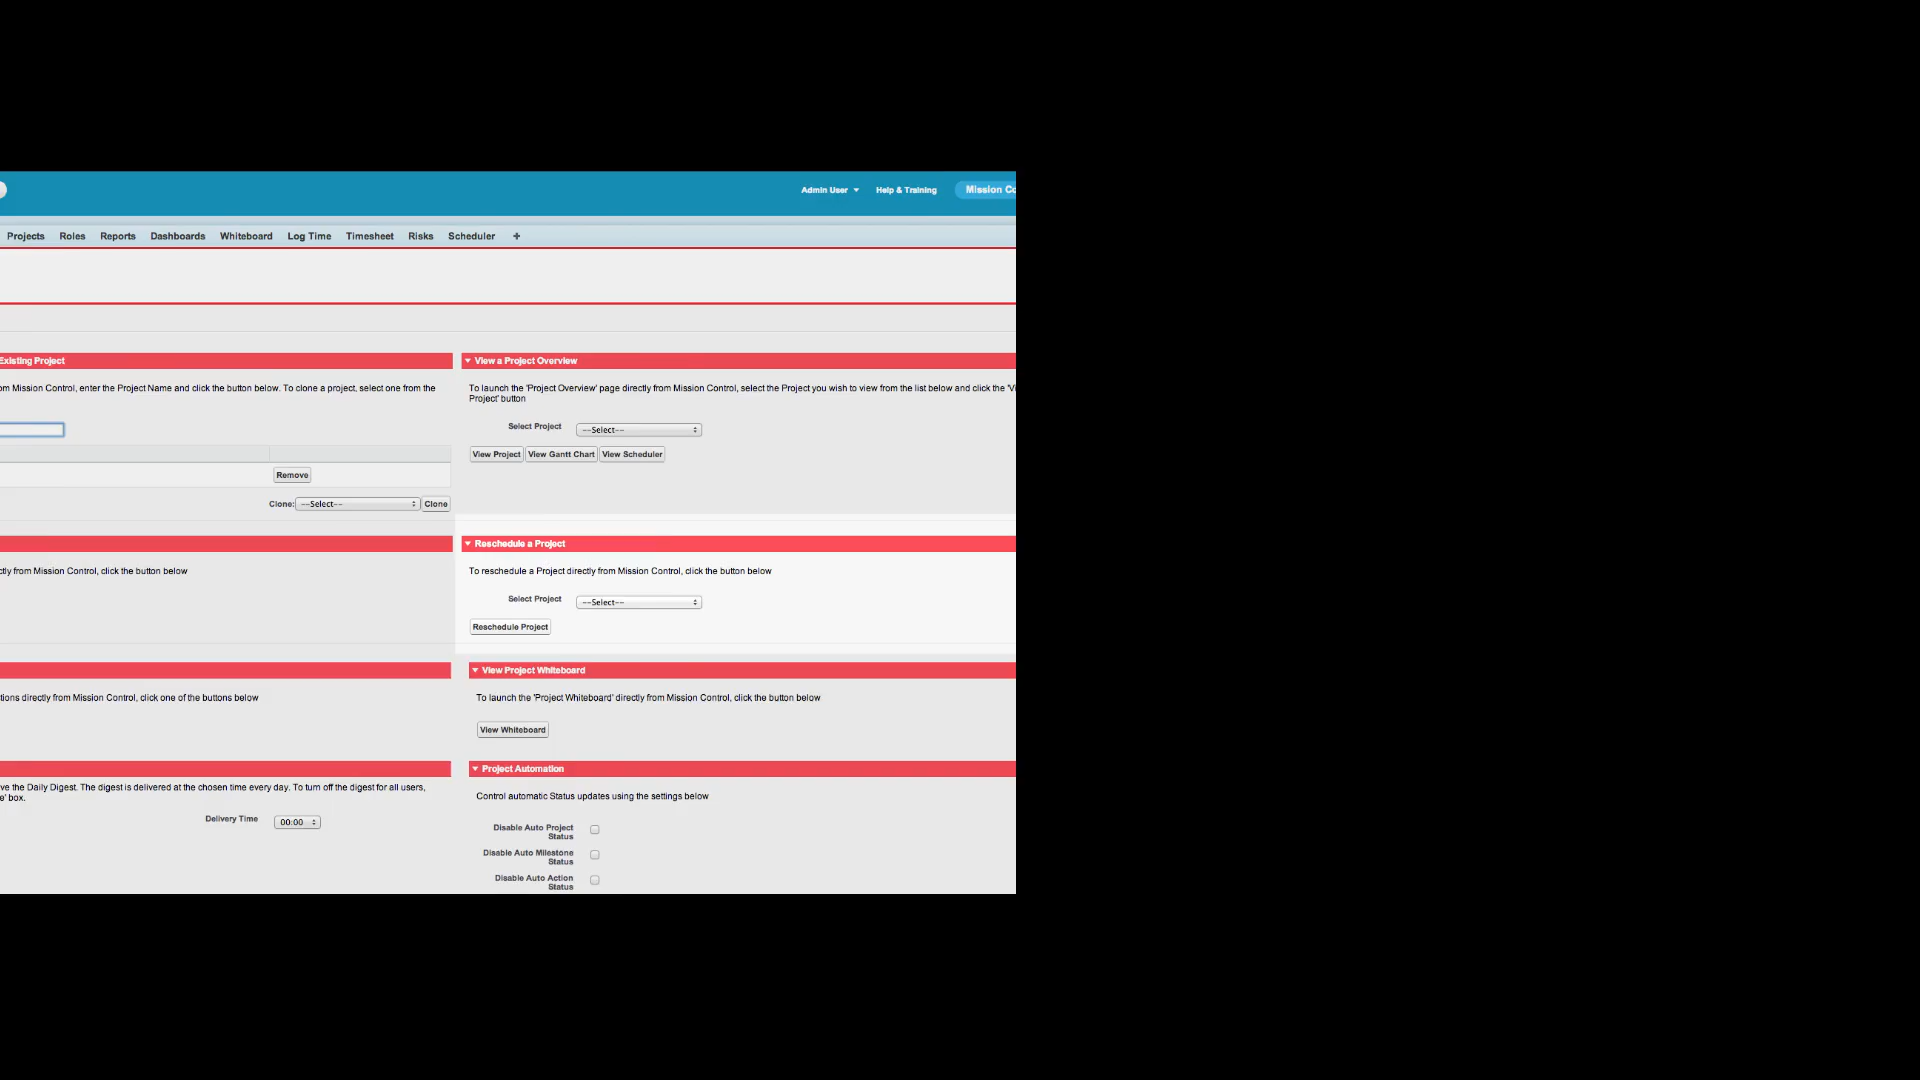 Admin User
Help & Training
Mission Co
Projects
Roles
Reports
Dashboards
Whiteboard
Log Time
Timesheet
Risks
Scheduler
+
Existing Project
om Mission Control, enter the Project Name and click the button below. To clone a project, select one from the
Remove
Clone: --Select-- Clone
View a Project Overview
To launch the 'Project Overview' page directly from Mission Control, select the Project you wish to view from the list below and click the 'Vi
Project' button
Select Project --Select--
View Project View Gantt Chart View Scheduler
ctly from Mission Control, click the button below
Reschedule a Project
To reschedule a Project directly from Mission Control, click the button below
Select Project --Select--
Reschedule Project
tions directly from Mission Control, click one of the buttons below
View Project Whiteboard
To launch the 'Project Whiteboard' directly from Mission Control, click the button below
View Whiteboard
ve the Daily Digest. The digest is delivered at the chosen time every day. To turn off the digest for all users,
e' box.
Delivery Time 00:00
Project Automation
Control automatic Status updates using the settings below
Disable Auto Project
Status
Disable Auto Milestone
Status
Disable Auto Action
Status